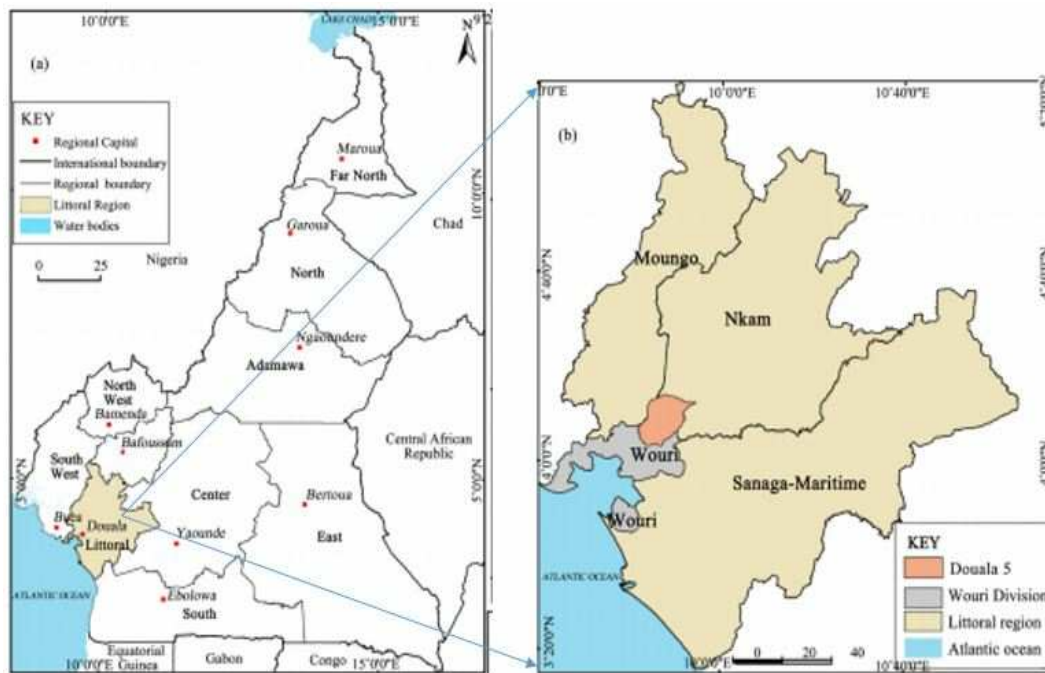 10°0'0"E
15°0'0"E
LAKE CHAD
N
(a)
KEY
Regional Capital
International boundary
Regional boundary
Littoral Region
Water bodies
0 25
Nigeria
Maroua
Far North
10°0'0"N
Chad
Garoua
North
Ngaoundere
Adamawa
North
West
Bamenda
Bafoussam
South
West
5°0'0"N
Center
Central African
Republic
5°0'0"N
Bertoua
East
Buea
Douala
Littoral
Yaounde
ATLANTIC OCEAN
Ebolowa
South
Equatorial
Guinea
Gabon
Congo
10°0'0"E
15°0'0"E
10°0'0"E
10°40'0"E
(b)
Moungo
4°40'0"N
Nkam
4°0'0"N
Wouri
Sanaga-Maritime
Wouri
ATLANTIC OCEAN
3°20'0"N
KEY
Douala 5
Wouri Division
Littoral region
Atlantic ocean
0 20 40
10°40'0"E